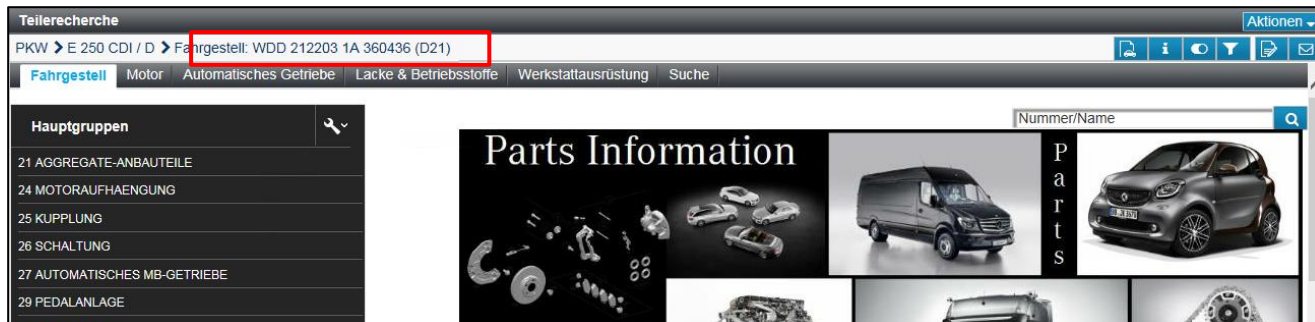 Teilerecherche
Aktionen
PKW > E 250 CDI / D > Fahrgestell: WDD 212203 1A 360436 (D21)
Fahrgestell Motor Automatisches Getriebe Lacke & Betriebsstoffe Werkstattausrüstung Suche
Hauptgruppen
Nummer/Name
21 AGGREGATE-ANBAUTEILE
24 MOTORAUFHAENGUNG
25 KUPPLUNG
26 SCHALTUNG
27 AUTOMATISCHES MB-GETRIEBE
29 PEDALANLAGE
Parts Information
Parts